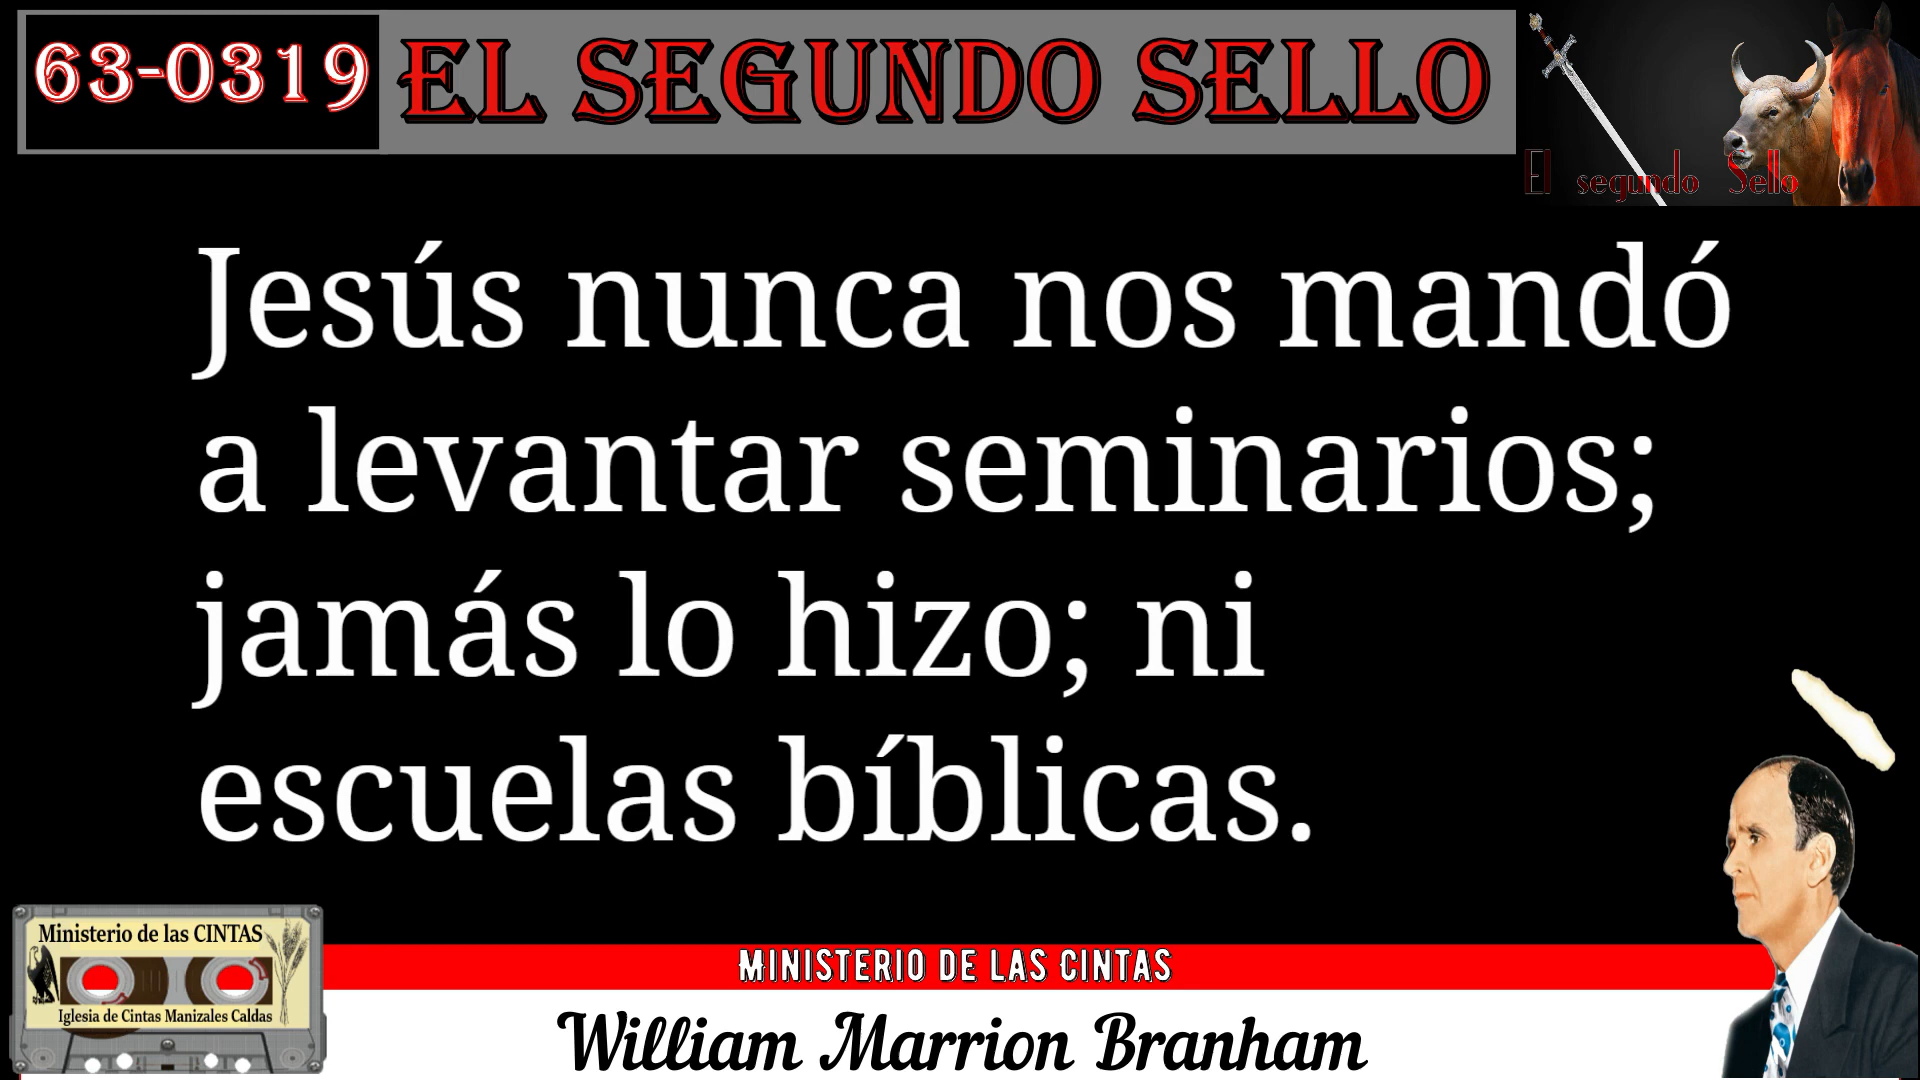 63-0319 EL SEGUNDO SELLO
El segundo Sello
Jesús nunca nos mandó
a levantar seminarios;
jamás lo hizo; ni
escuelas bíblicas.
Ministerio de las CINTAS
Iglesia de Cintas Manizales Caldas
MINISTERIO DE LAS CINTAS
William Marrion Branham